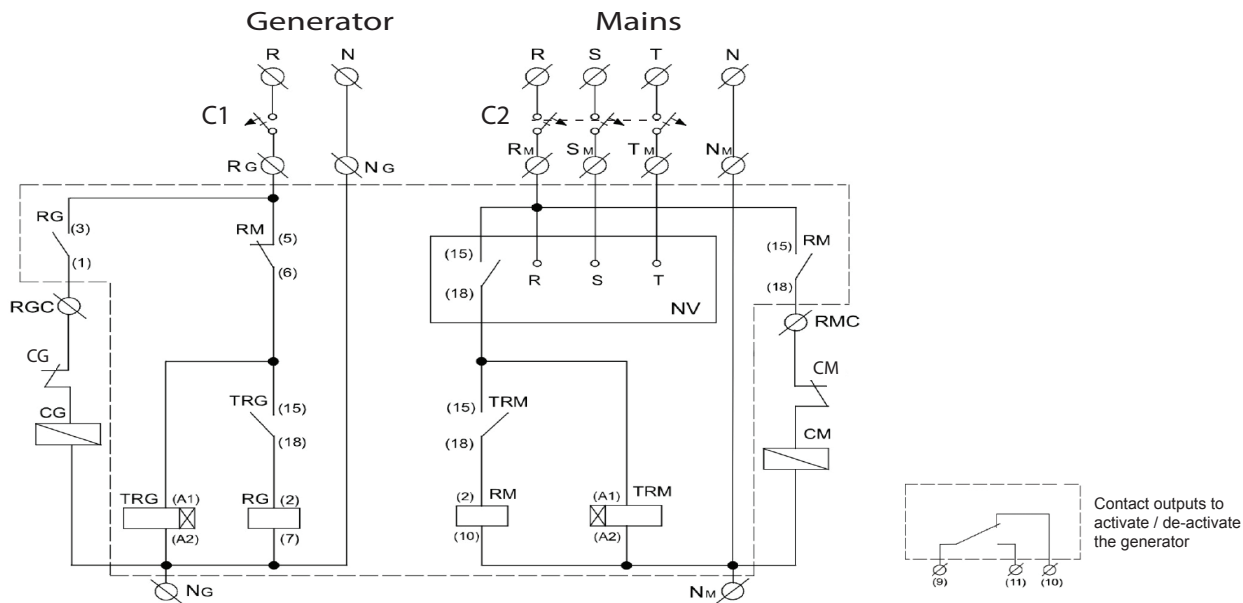 Generator
Mains
R
N
R
S
T
N
C1
C2
RG
NG
RM
SM
TM
NM
RG
(3)
(1)
RM
(5)
(6)
(15)
(18)
R
S
T
NV
(15)
RM
(18)
RGC
RMC
CG
CM
CG
TRG
(15)
(18)
(15)
TRM
(18)
CM
TRG
(A1)
(A2)
RG
(2)
(7)
(2)
RM
(10)
(A1)
TRM
(A2)
NG
NM
Contact outputs to
activate / de-activate
the generator
(9)
(11)
(10)